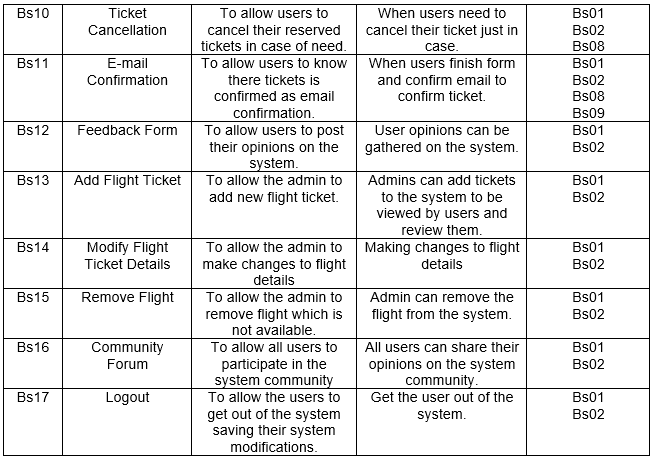 Bs10
Ticket
Cancellation
To allow users to
cancel their reserved
tickets in case of need.
When users need to
cancel their ticket just in
case.
Bs01
Bs02
Bs08
Bs11
E-mail
Confirmation
To allow users to know
there tickets is
confirmed as email
confirmation.
When users finish form
and confirm email to
confirm ticket.
Bs01
Bs02
Bs08
Bs09
Bs12
Feedback Form
To allow users to post
their opinions on the
system.
User opinions can be
gathered on the system.
Bs01
Bs02
Bs13
Add Flight Ticket
To allow the admin to
add new flight ticket.
Admins can add tickets
to the system to be
viewed by users and
review them.
Bs01
Bs02
Bs14
Modify Flight
Ticket Details
To allow the admin to
make changes to flight
details
Making changes to flight
details
Bs01
Bs02
Bs15
Remove Flight
To allow the admin to
remove flight which is
not available.
Admin can remove the
flight from the system.
Bs01
Bs02
Bs16
Community
Forum
To allow all users to
participate in the
system community
All users can share their
opinions on the system
community.
Bs01
Bs02
Bs17
Logout
To allow the users to
get out of the system
saving their system
modifications.
Get the user out of the
system.
Bs01
Bs02